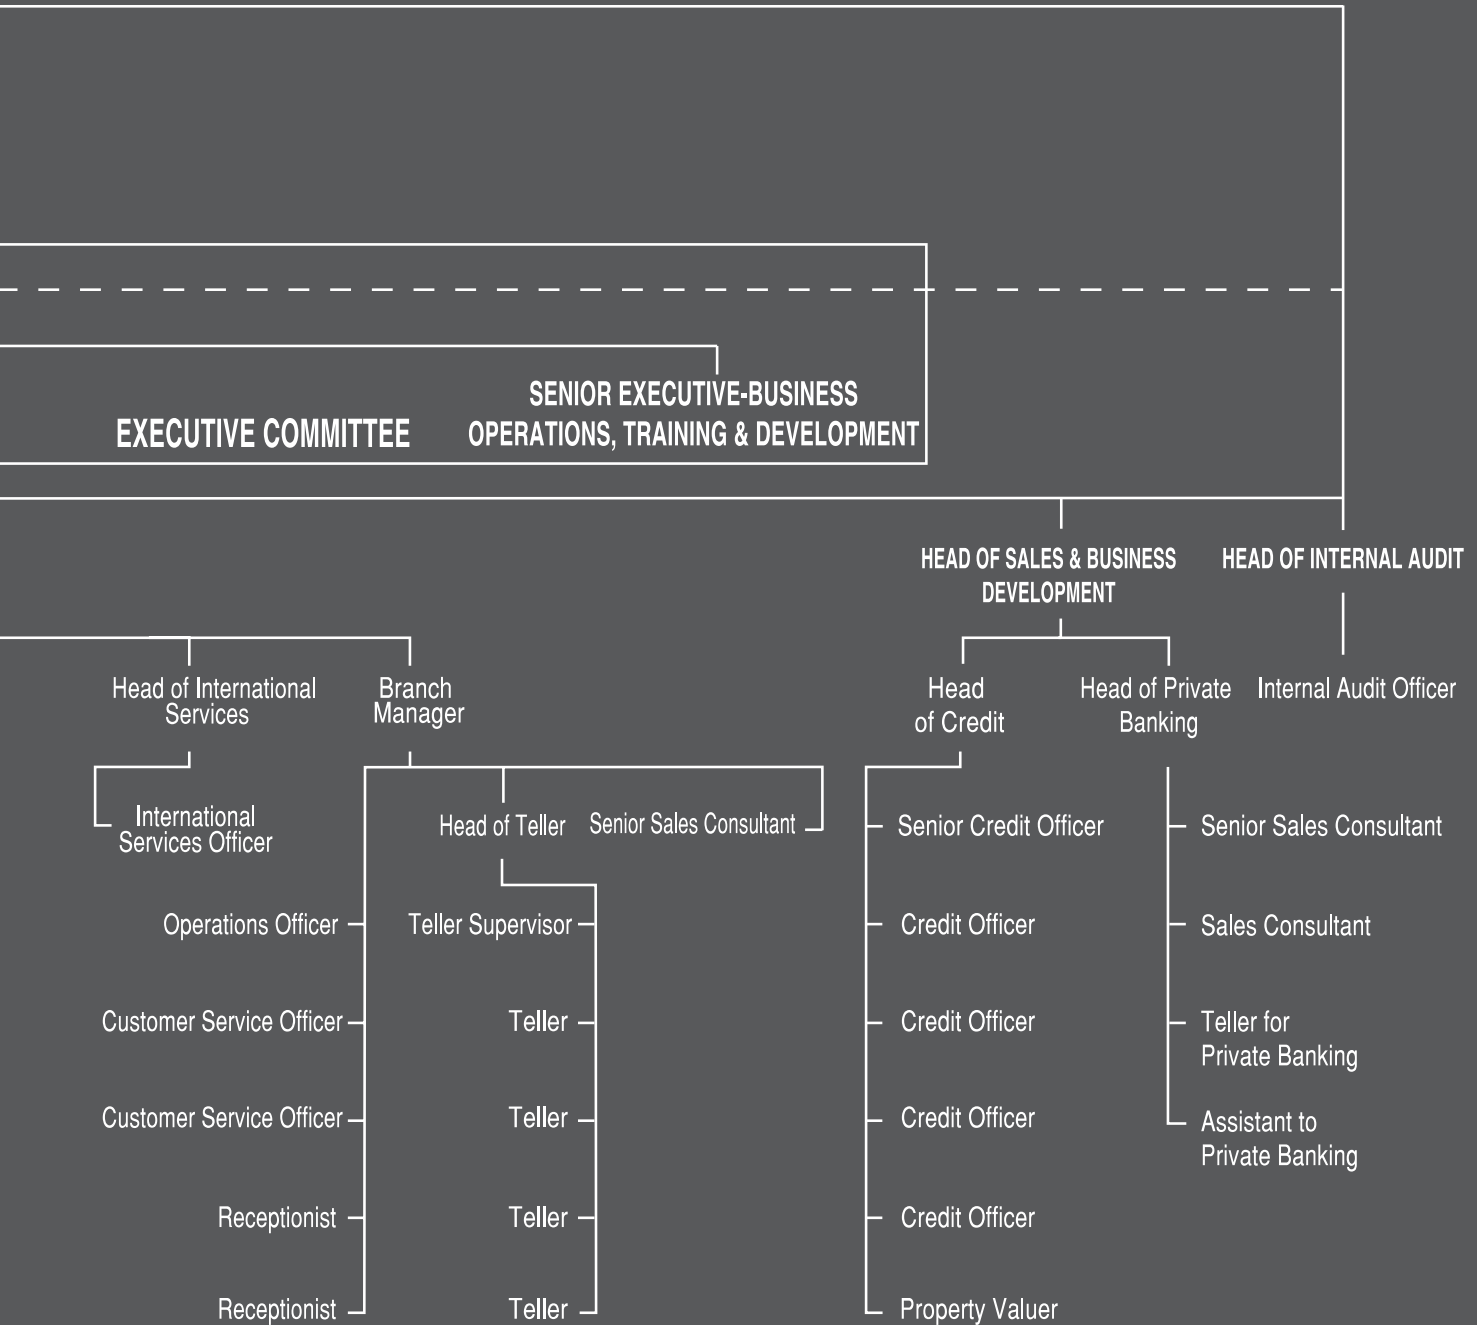 SENIOR EXECUTIVE-BUSINESS
OPERATIONS, TRAINING & DEVELOPMENT
EXECUTIVE COMMITTEE
HEAD OF SALES & BUSINESS
DEVELOPMENT
HEAD OF INTERNAL AUDIT
Head of International
Services
Branch
Manager
Head
of Credit
Head of Private
Banking
Internal Audit Officer
International
Services Officer
Head of Teller
Senior Sales Consultant
Senior Credit Officer
Senior Sales Consultant
Operations Officer
Teller Supervisor
Credit Officer
Sales Consultant
Customer Service Officer
Teller
Credit Officer
Teller for
Private Banking
Customer Service Officer
Teller
Credit Officer
Assistant to
Private Banking
Receptionist
Teller
Credit Officer
Receptionist
Teller
Property Valuer